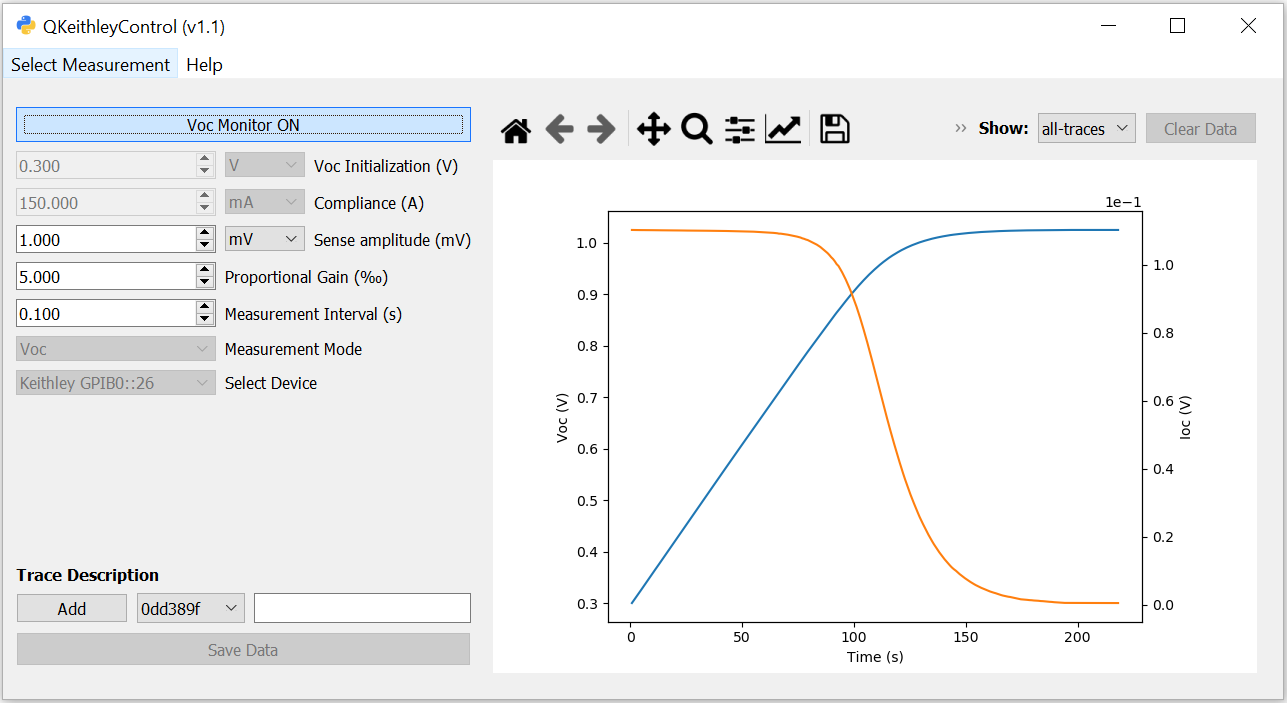 QKeithleyControl (v1.1)
Select Measurement Help
Voc Monitor ON
0.300 V Voc Initialization (V)
150.000 mA Compliance (A)
1.000 mV Sense amplitude (mV)
5.000 Proportional Gain (‰)
0.100 Measurement Interval (s)
Voc Measurement Mode
Keithley GPIB0::26 Select Device
Trace Description
Add 0dd389f
Save Data
Show: all-traces Clear Data
1e−1
1.0
0.9
0.8
0.7
0.6
0.5
0.4
0.3
Voc (V)
1.0
0.8
0.6
0.4
0.2
0.0
Ioc (V)
0 50 100 150 200
Time (s)